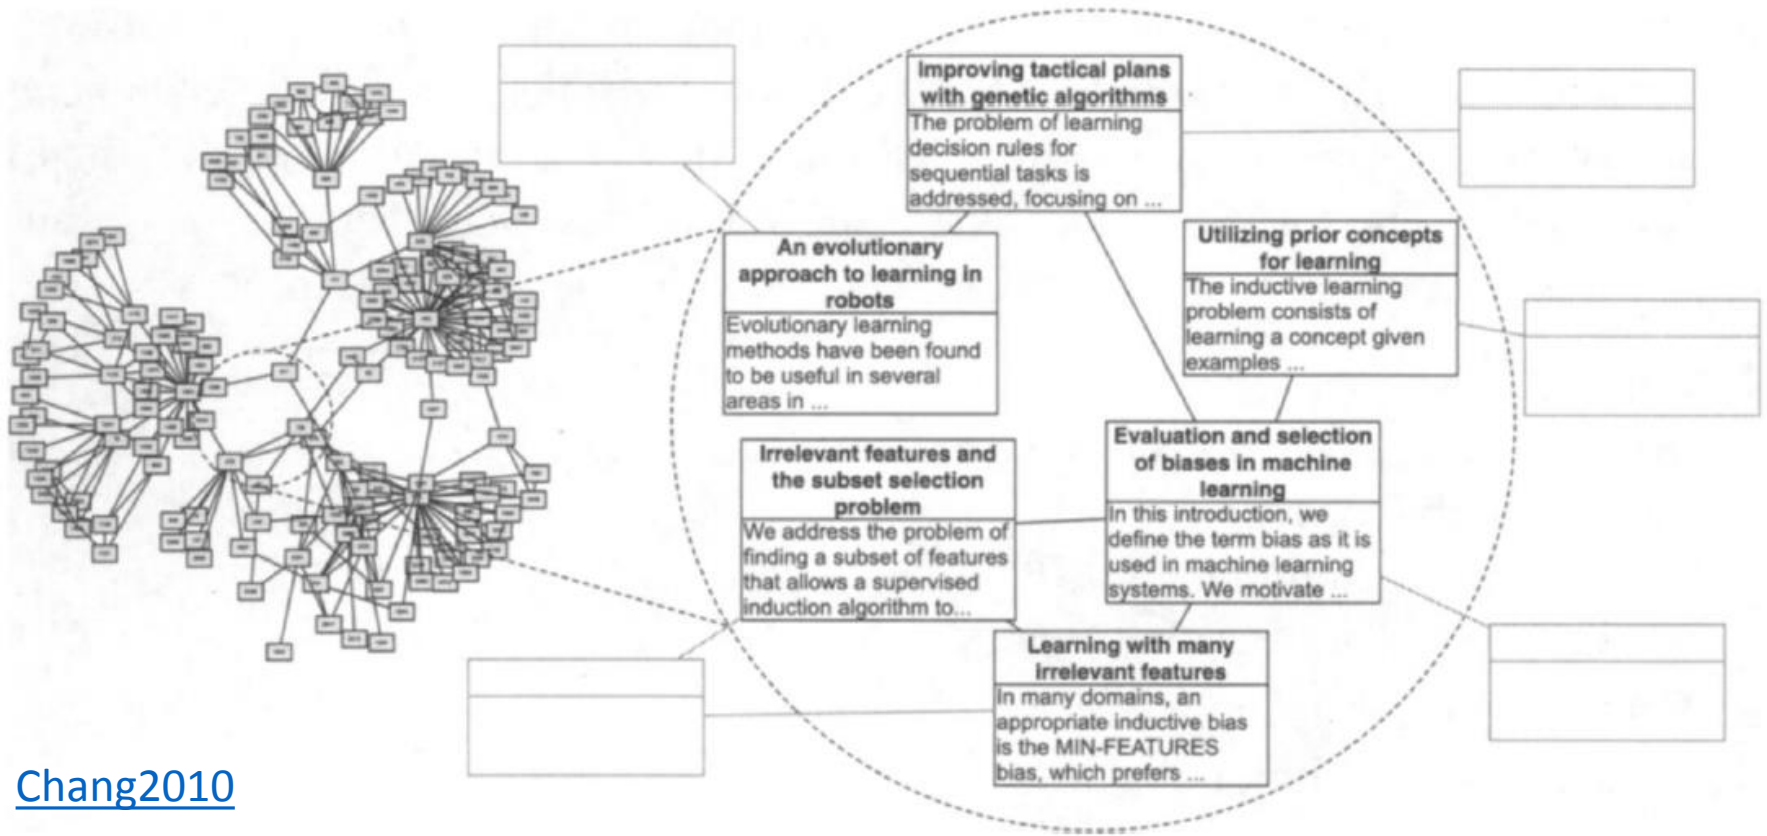 Improving tactical plans
with genetic algorithms
The problem of learning
decision rules for
sequential tasks is
addressed, focusing on ...
An evolutionary
approach to learning in
robots
Evolutionary learning
methods have been found
to be useful in several
areas in ...
Utilizing prior concepts
for learning
The inductive learning
problem consists of
learning a concept given
examples ...
Irrelevant features and
the subset selection
problem
We address the problem of
finding a subset of features
that allows a supervised
induction algorithm to...
Evaluation and selection
of biases in machine
learning
In this introduction, we
define the term bias as it is
used in machine learning
systems. We motivate ...
Learning with many
irrelevant features
In many domains, an
appropriate inductive bias
is the MIN-FEATURES
bias, which prefers ...
Chang2010